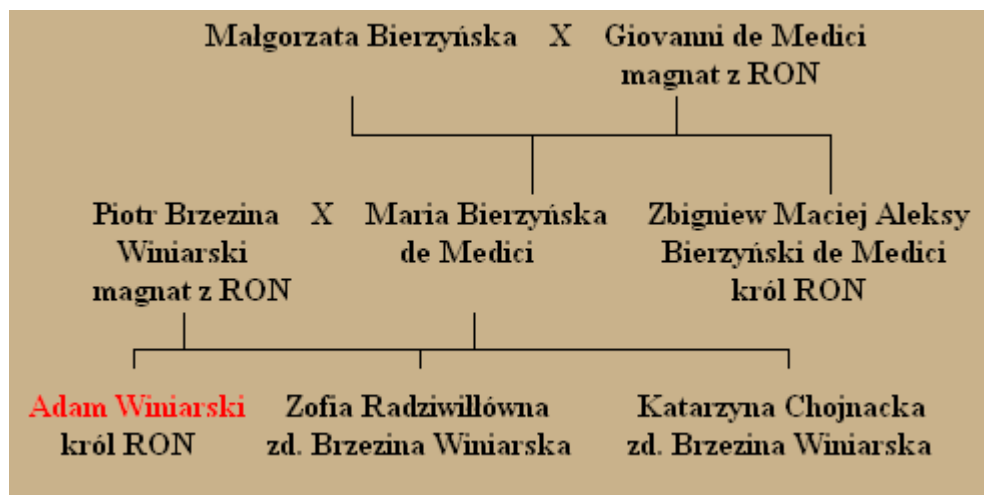 Małgorzata Bierzyńska X Giovanni de Medici
magnat z RON
Piotr Brzezina X Maria Bierzyńska Zbigniew Maciej Aleksy
Winiarski de Medici Bierzyński de Medici
magnat z RON król RON
Adam Winiarski Zofia Radziwiłłówna Katarzyna Chojnacka
król RON zd. Brzezina Winiarska zd. Brzezina Winiarska